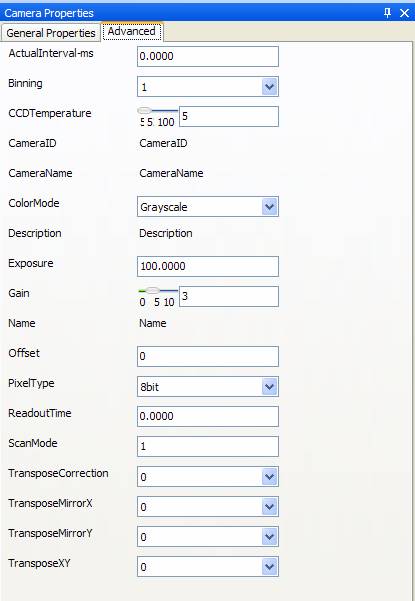 Camera Properties
General Properties Advanced
ActualInterval-ms 0.0000
Binning 1
CCDTemperature 5
5 5. 100
CameraID CameraID
CameraName CameraName
ColorMode Grayscale
Description Description
Exposure 100.0000
Gain 3
0 5 10
Name Name
Offset 0
PixelType 8bit
ReadoutTime 0.0000
ScanMode 1
TransposeCorrection 0
TransposeMirrorX 0
TransposeMirrorY 0
TransposeXY 0